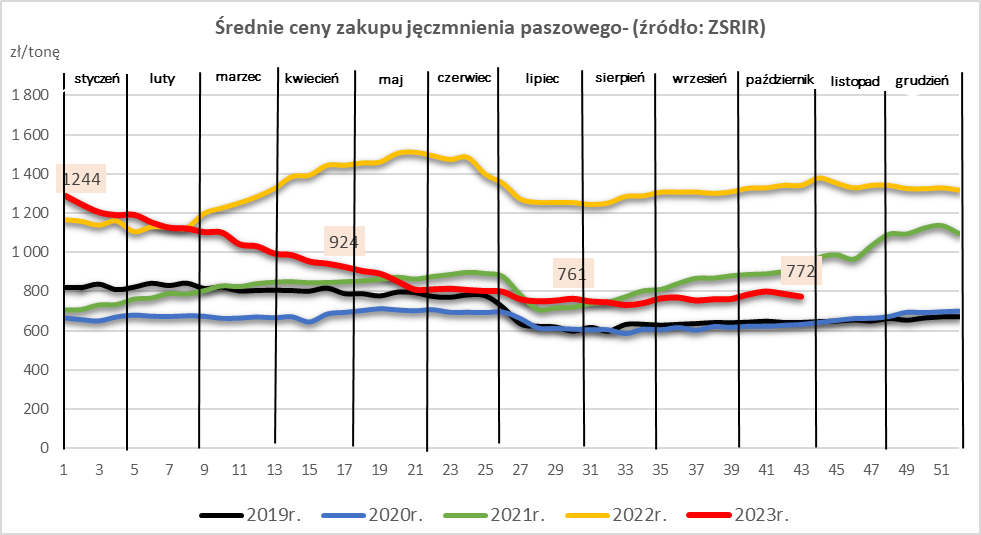 Średnie ceny zakupu jęczmnienia paszowego- (źródło: ZSRIR)
zł/tonę
styczeń luty marzec kwiecień maj czerwiec lipiec sierpień wrzesień październik listopad grudzień
1 800
1 600
1 400
1244
1 200
924
1 000
761
772
800
600
400
200
0
1 3 5 7 9 11 13 15 17 19 21 23 25 27 29 31 33 35 37 39 41 43 45 47 49 51
2019r. 2020r. 2021r. 2022r. 2023r.